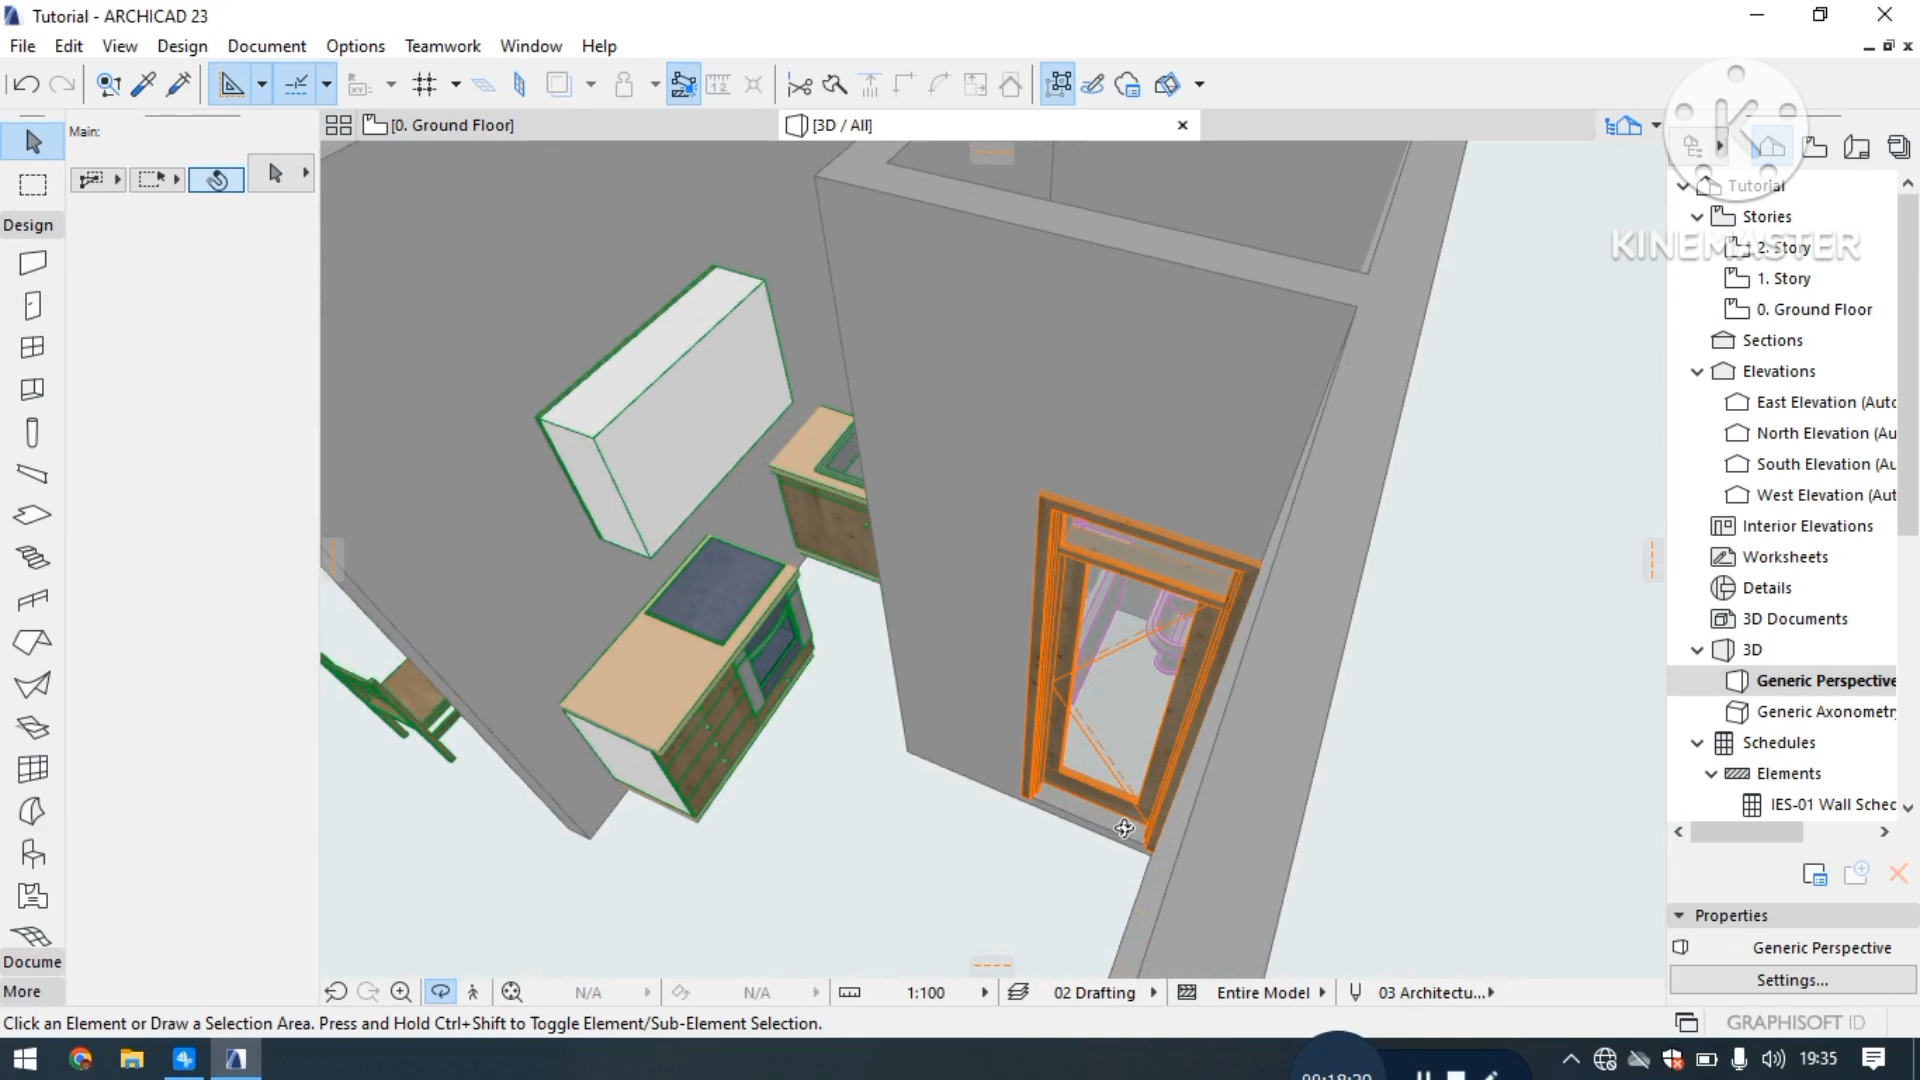 Tutorial - ARCHICAD 23
File Edit View Design Document Options Teamwork Window Help
Main:
[0. Ground Floor]
[3D / All]
Design
Docume
More
KINEMASTER
Tutorial
Stories
2. Story
1. Story
0. Ground Floor
Sections
Elevations
East Elevation (Auto
North Elevation (Au
South Elevation (Au
West Elevation (Aut
Interior Elevations
Worksheets
Details
3D Documents
3D
Generic Perspective
Generic Axonometr
Schedules
Elements
IES-01 Wall Sched
Properties
Generic Perspective
Settings...
N/A
N/A
1:100
02 Drafting
Entire Model
03 Architectu...
Click an Element or Draw a Selection Area. Press and Hold Ctrl+Shift to Toggle Element/Sub-Element Selection.
GRAPHISOFT ID
19:35